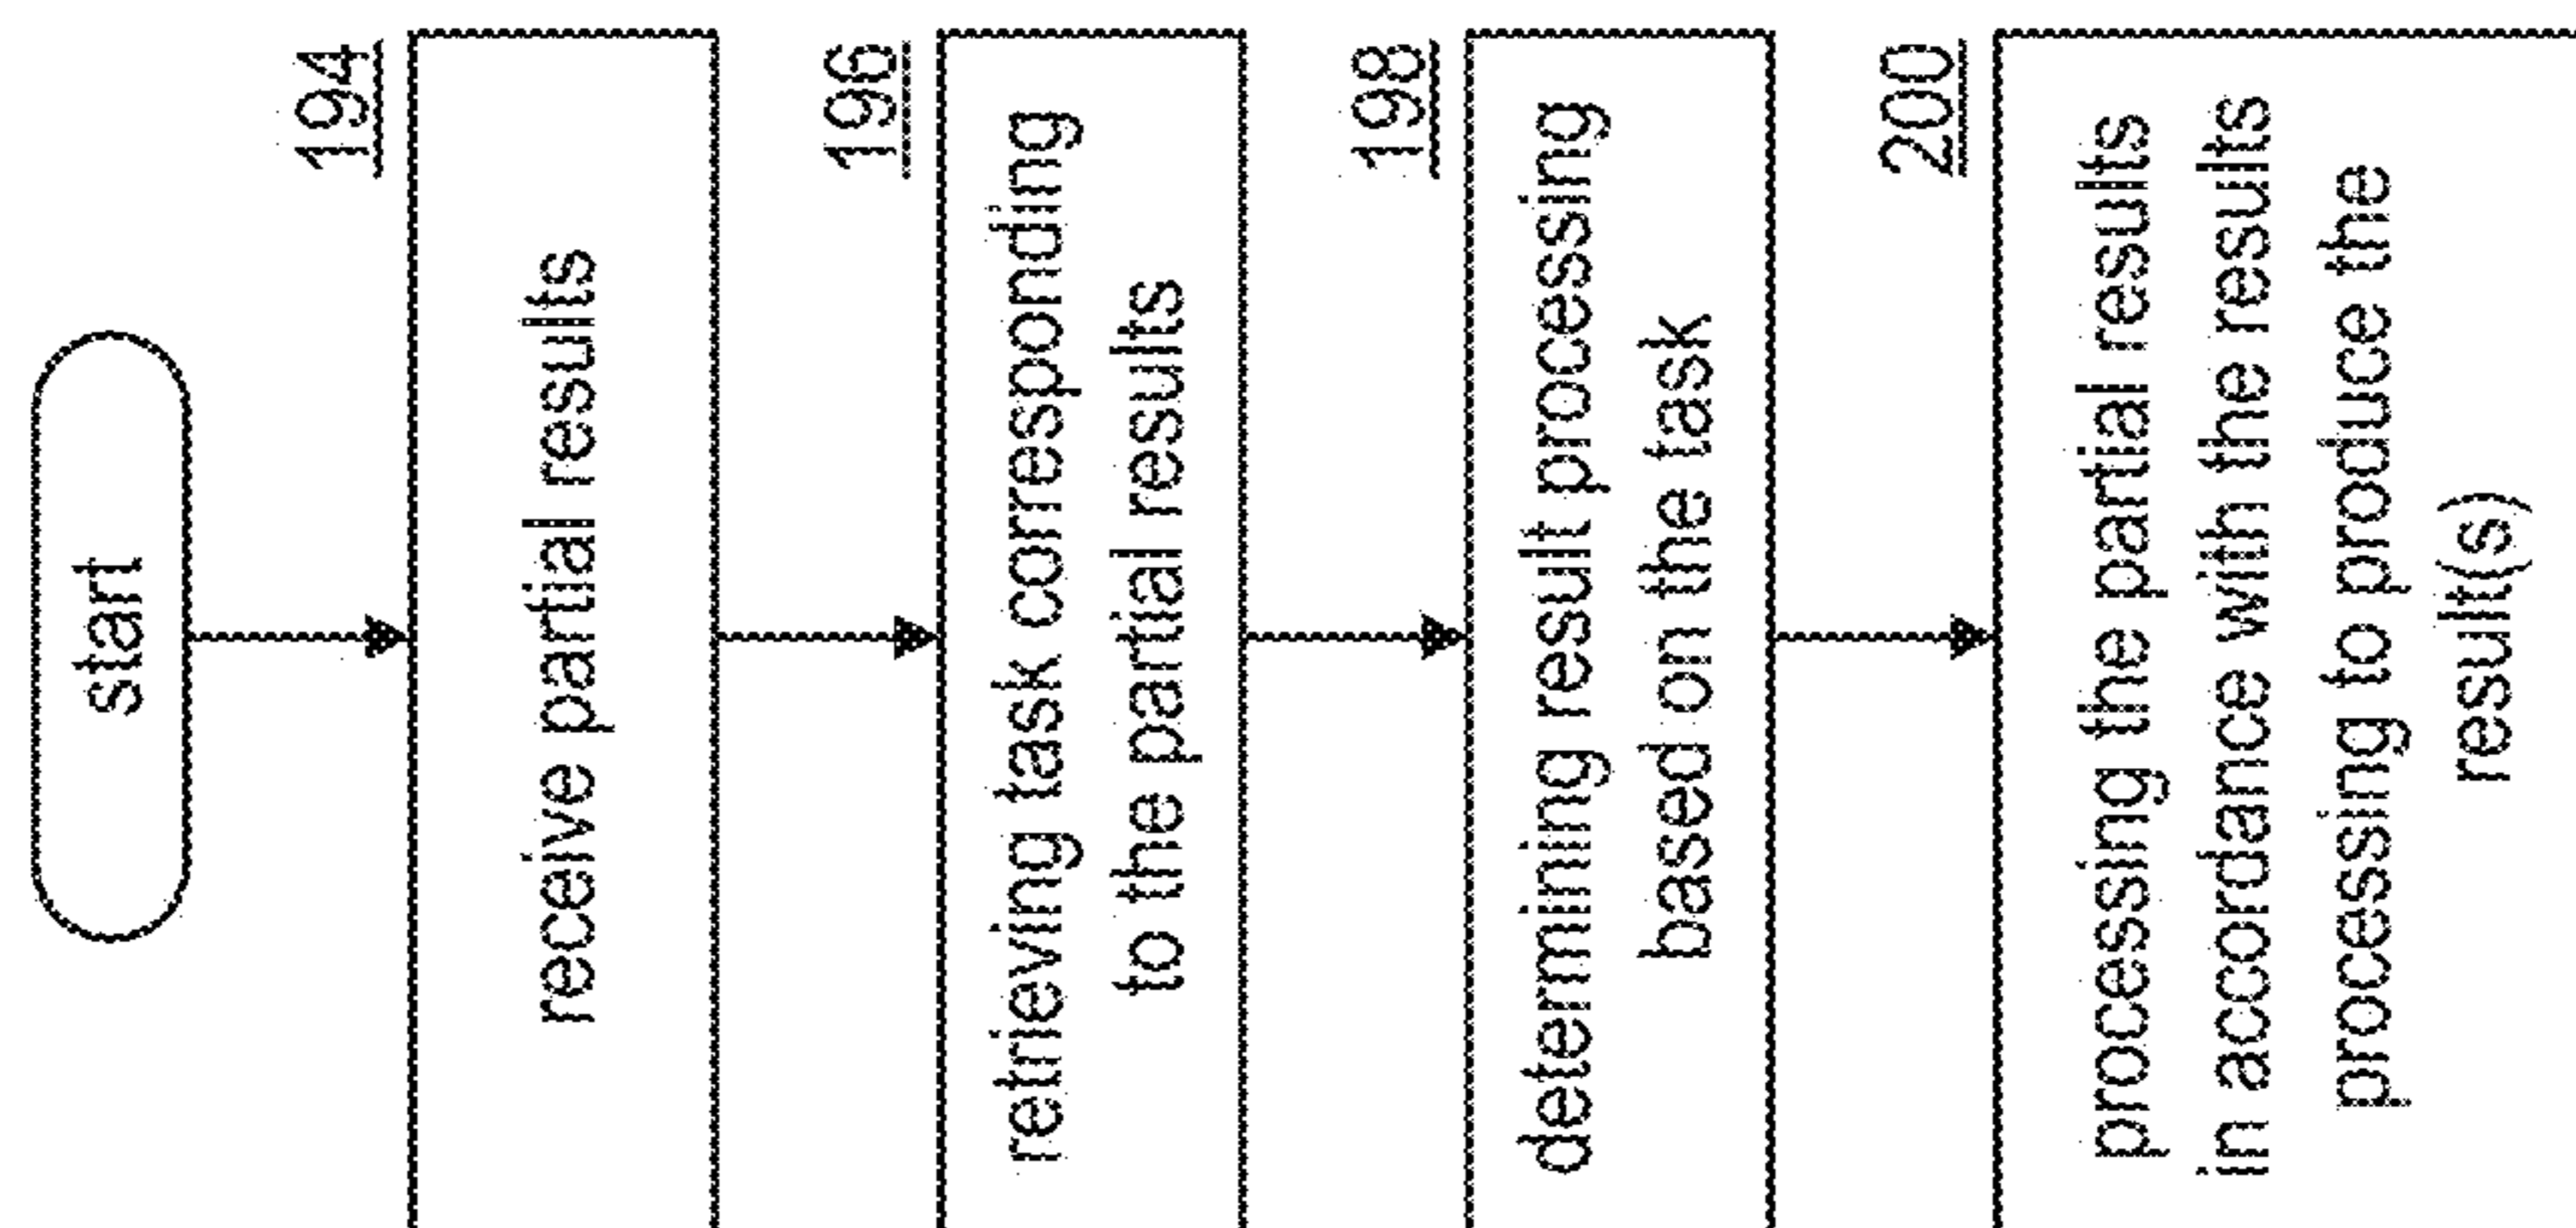 start
194
receive partial results
196
retrieving task corresponding
to the partial results
198
determining result processing
based on the task
200
processing the partial results
in accordance with the results
processing to produce the
result(s)